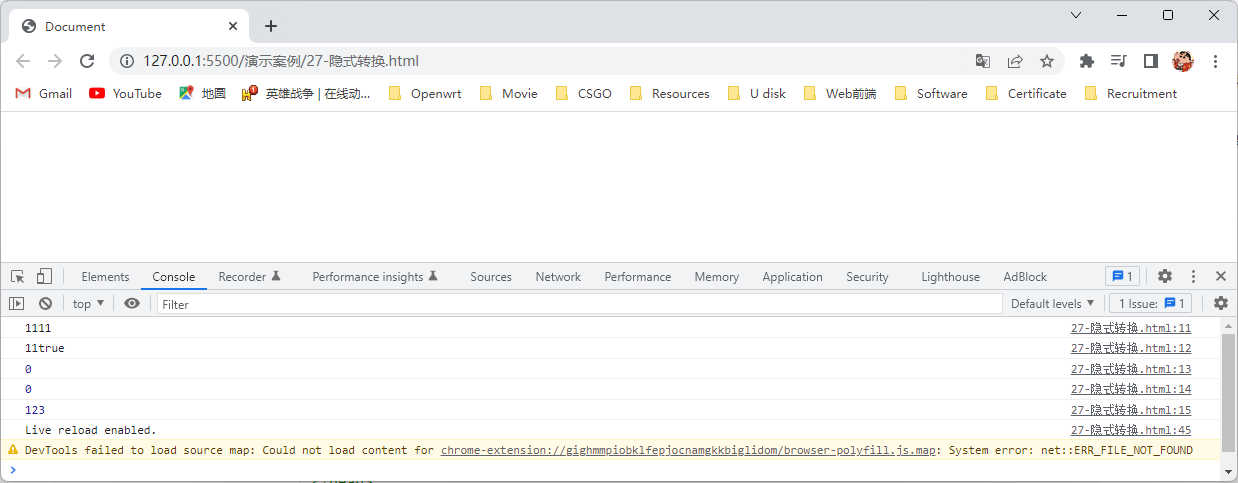 Document
127.0.0.1:5500/演示案例/27-隐式转换.html
Gmail YouTube 地图 英雄战争 | 在线动... Openwrt Movie CSGO Resources U disk Web前端 Software Certificate Recruitment
Elements Console Recorder Performance insights Sources Network Performance Memory Application Security Lighthouse AdBlock 1
top Filter Default levels 1 Issue: 1
1111 27-隐式转换.html:11
11true 27-隐式转换.html:12
0 27-隐式转换.html:13
0 27-隐式转换.html:14
123 27-隐式转换.html:15
Live reload enabled. 27-隐式转换.html:45
DevTools failed to load source map: Could not load content for chrome-extension://gighmmpiobklfepjocnamgkkbiglidom/browser-polyfill.js.map: System error: net::ERR_FILE_NOT_FOUND